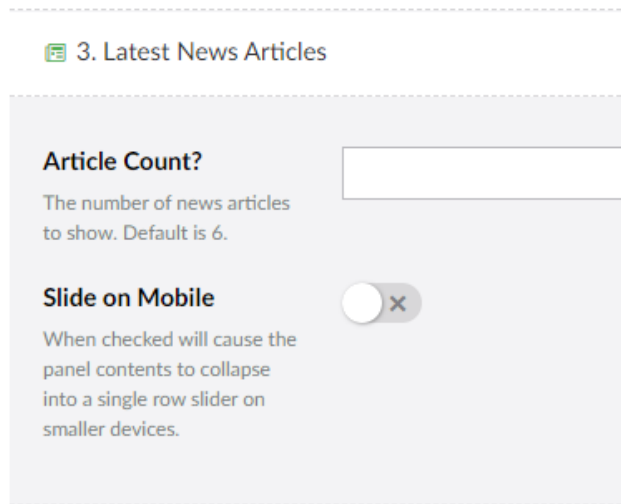 3. Latest News Articles
Article Count?
The number of news articles
to show. Default is 6.
Slide on Mobile
When checked will cause the
panel contents to collapse
into a single row slider on
smaller devices.